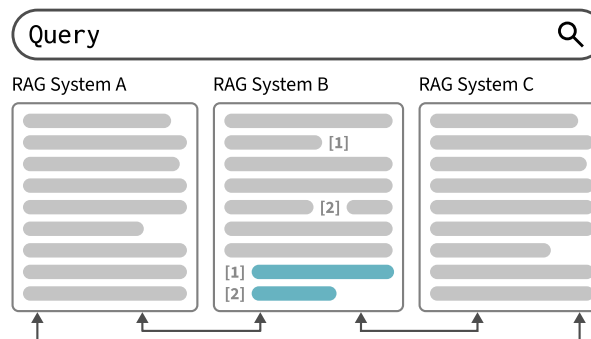 Query
RAG System A
RAG System B
RAG System C
[1]
[2]
[1]
[2]